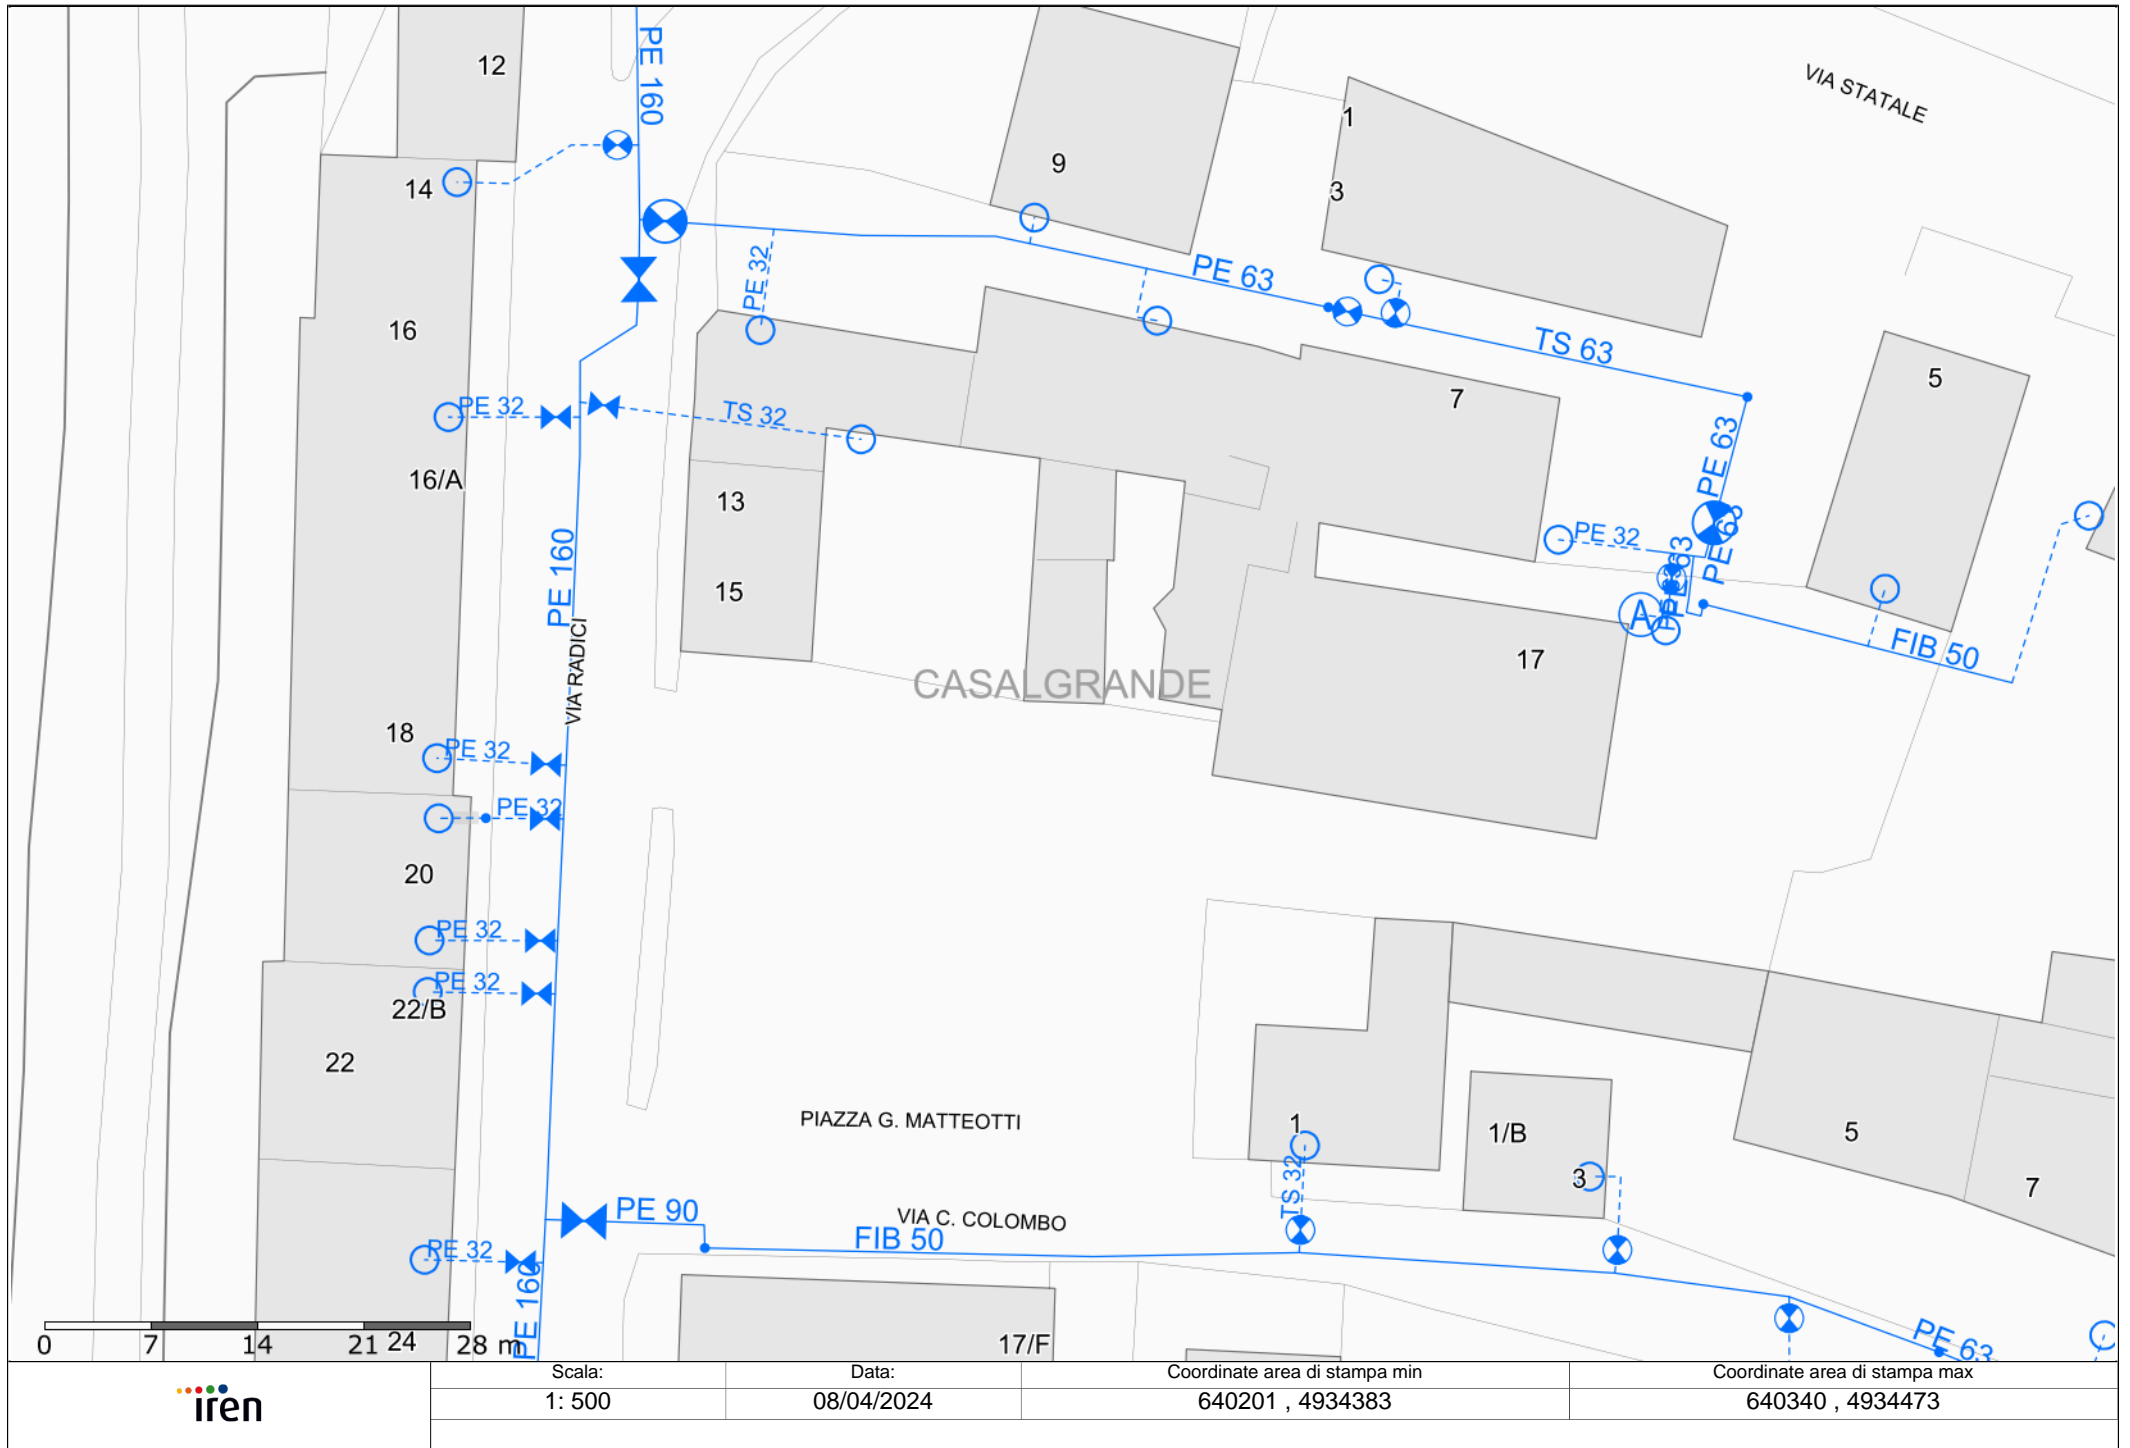 12
PE 160
VIA STATALE
1
9
14
3
PE 32
PE 63
16
TS 63
5
7
PE 32
TS 32
PE 63
16/A
13
PE 32
PE 63
PE 160
15
A
VIA RADICI
FIB 50
17
CASALGRANDE
18
PE 32
PE 32
20
PE 32
PE 32
22/B
22
PIAZZA G. MATTEOTTI
1
1/B
5
TS 32
3
7
PE 90
VIA C. COLOMBO
FIB 50
PE 32
PE 160
PE 63
0 7 14 21 28 m
24
17/F
iren
Scala:
1: 500
Data:
08/04/2024
Coordinate area di stampa min
640201 , 4934383
Coordinate area di stampa max
640340 , 4934473